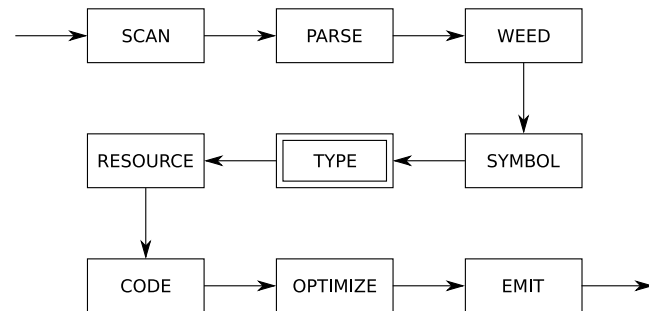 SCAN
PARSE
WEED
RESOURCE
TYPE
SYMBOL
CODE
OPTIMIZE
EMIT